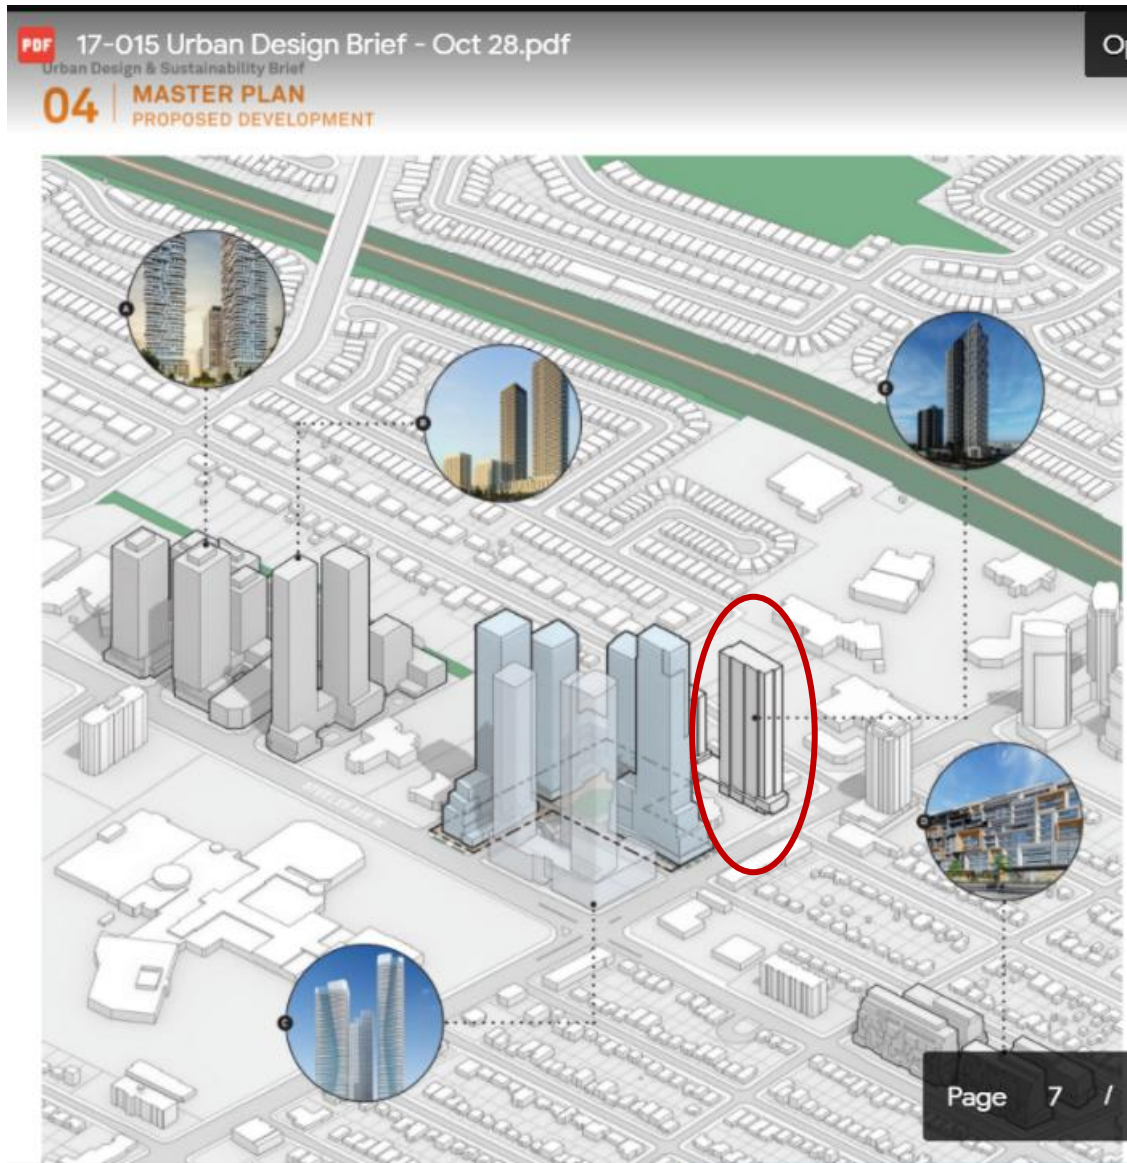 PDF 17-015 Urban Design Brief - Oct 28.pdf
Urban Design & Sustainability Brief
04 MASTER PLAN
PROPOSED DEVELOPMENT
A
B
E
D
C
Page 7 /